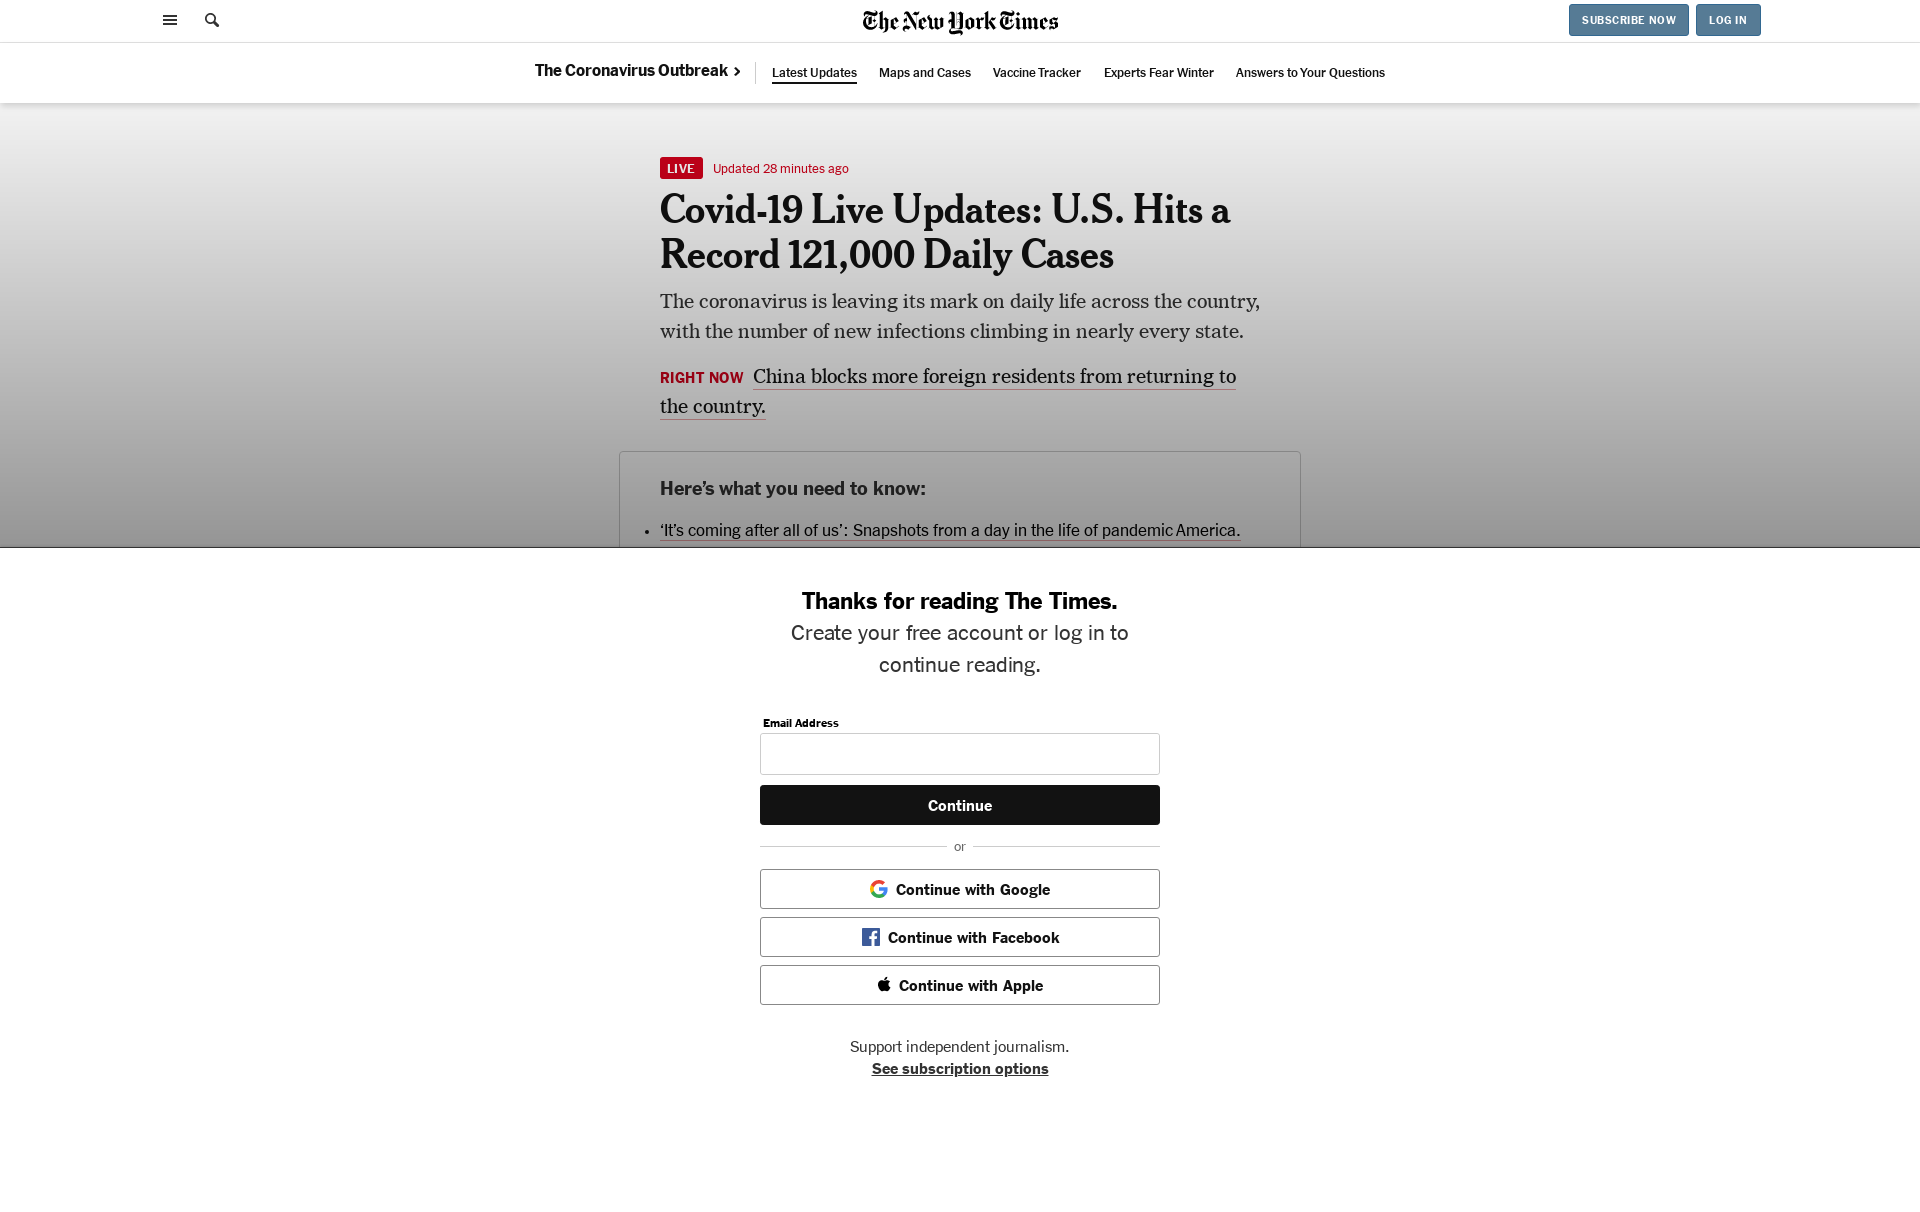 The New York Times
SUBSCRIBE NOW
LOG IN
The Coronavirus Outbreak
Latest Updates
Maps and Cases
Vaccine Tracker
Experts Fear Winter
Answers to Your Questions
LIVE
Updated 28 minutes ago
Covid-19 Live Updates: U.S. Hits a
Record 121,000 Daily Cases
The coronavirus is leaving its mark on daily life across the country,
with the number of new infections climbing in nearly every state.
RIGHT NOW China blocks more foreign residents from returning to
the country.
Here’s what you need to know:
‘It’s coming after all of us’: Snapshots from a day in the life of pandemic America.
Thanks for reading The Times.
Create your free account or log in to
continue reading.
Email Address
Continue
or
Continue with Google
Continue with Facebook
Continue with Apple
Support independent journalism.
See subscription options